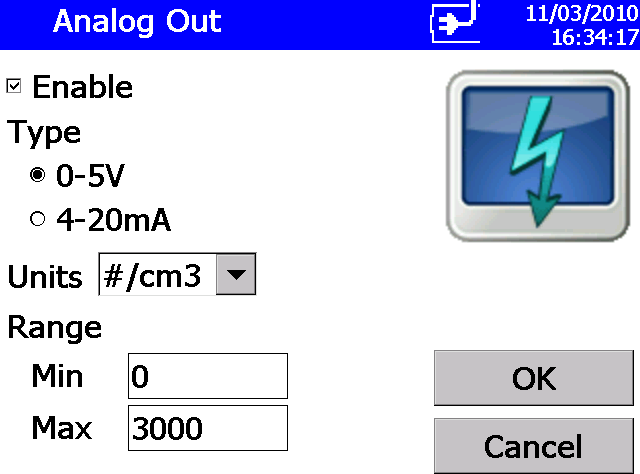 Analog Out
11/03/2010
16:34:17
Enable
Type
0-5V
4-20mA
Units #/cm3
Range
Min 0
Max 3000
OK
Cancel